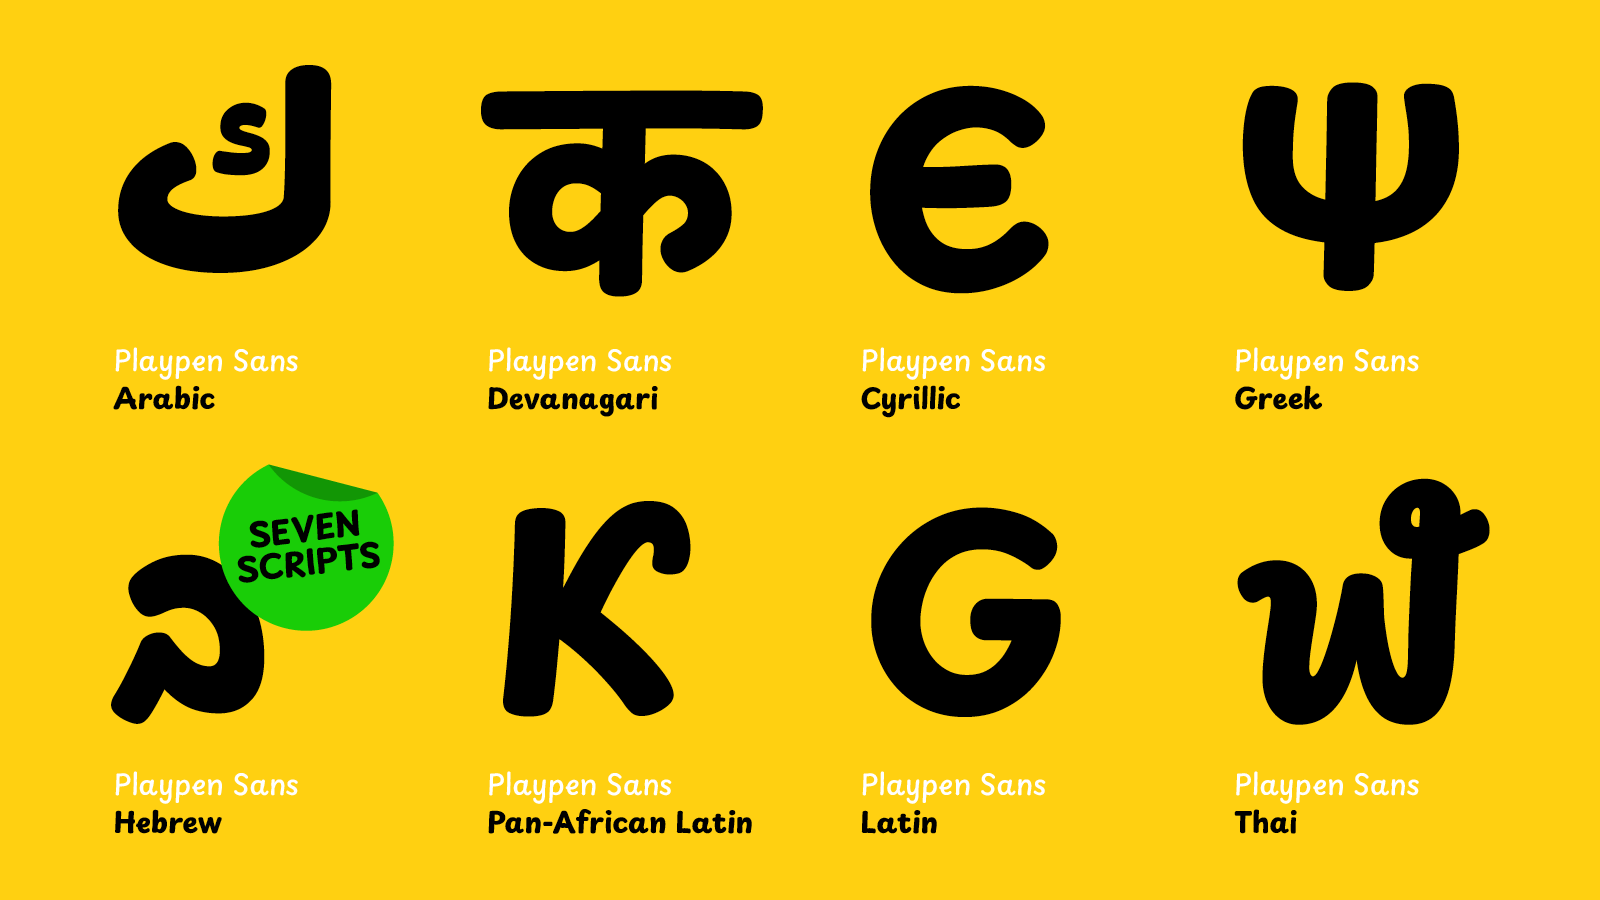 ك क Є Ψ
Playpen Sans Playpen Sans Playpen Sans Playpen Sans
Arabic Devanagari Cyrillic Greek
SEVEN
SCRIPTS
Ƙ G ฬ
Playpen Sans Playpen Sans Playpen Sans Playpen Sans
Hebrew Pan-African Latin Latin Thai